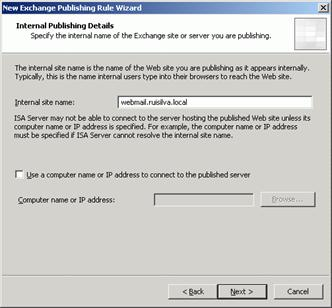 New Exchange Publishing Rule Wizard
Internal Publishing Details
Specify the internal name of the Exchange site or server you are publishing.
The internal site name is the name of the Web site you are publishing as it appears internally.
Typically, this is the name internal users type into their browsers to reach the Web site.
Internal site name:
webmail.ruisilva.local
ISA Server may not be able to connect to the server hosting the published Web site unless its
computer name or IP address is specified. For example, the computer name or IP address
must be specified if ISA Server cannot resolve the internal site name.
Use a computer name or IP address to connect to the published server
Computer name or IP address:
Browse...
< Back
Next >
Cancel